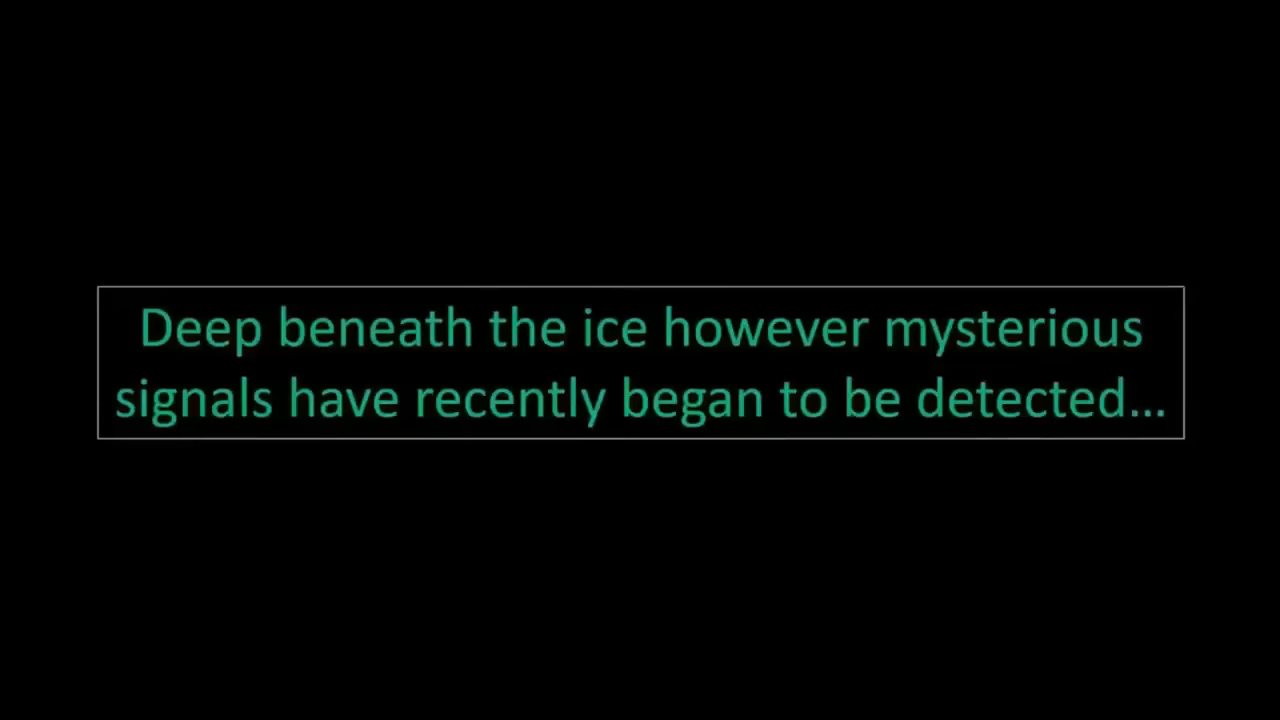 Deep beneath the ice however mysterious
signals have recently began to be detected...